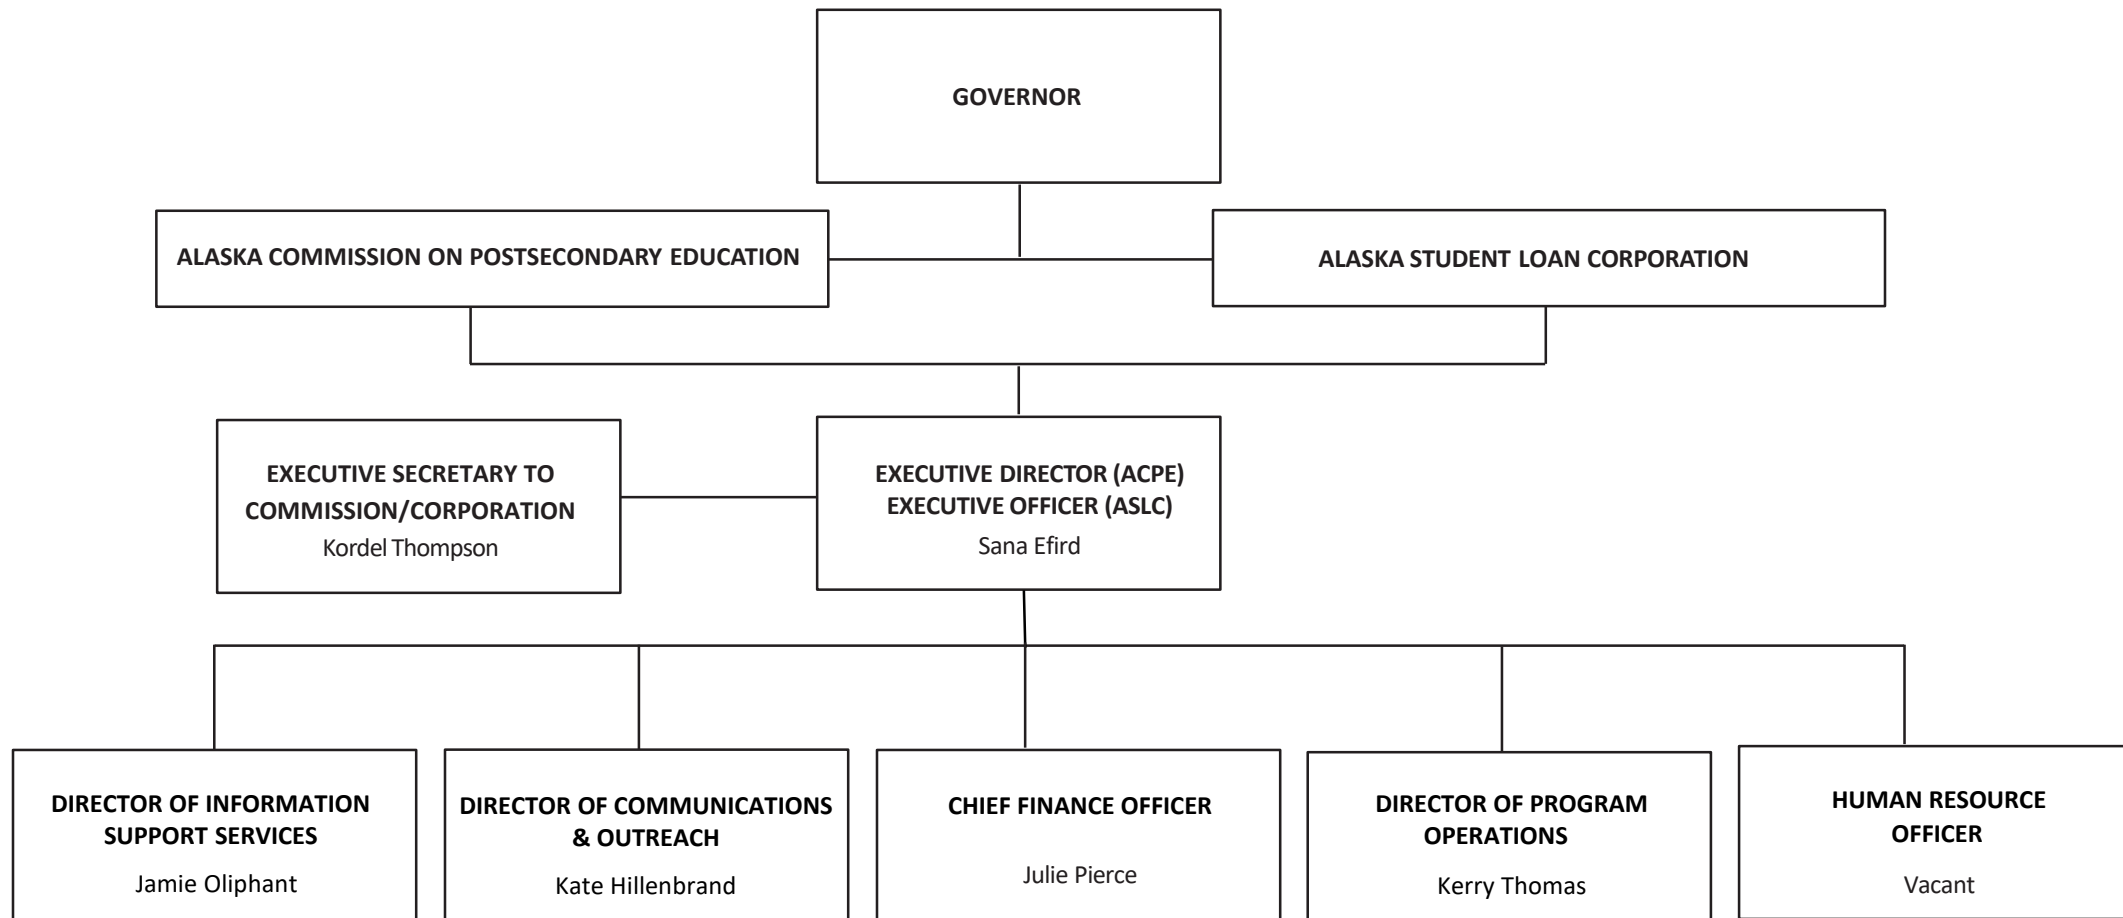 GOVERNOR
ALASKA COMMISSION ON POSTSECONDARY EDUCATION
ALASKA STUDENT LOAN CORPORATION
EXECUTIVE SECRETARY TO
COMMISSION/CORPORATION
Kordel Thompson
EXECUTIVE DIRECTOR (ACPE)
EXECUTIVE OFFICER (ASLC)
Sana Efird
DIRECTOR OF INFORMATION
SUPPORT SERVICES
Jamie Oliphant
DIRECTOR OF COMMUNICATIONS
& OUTREACH
Kate Hillenbrand
CHIEF FINANCE OFFICER
Julie Pierce
DIRECTOR OF PROGRAM
OPERATIONS
Kerry Thomas
HUMAN RESOURCE
OFFICER
Vacant